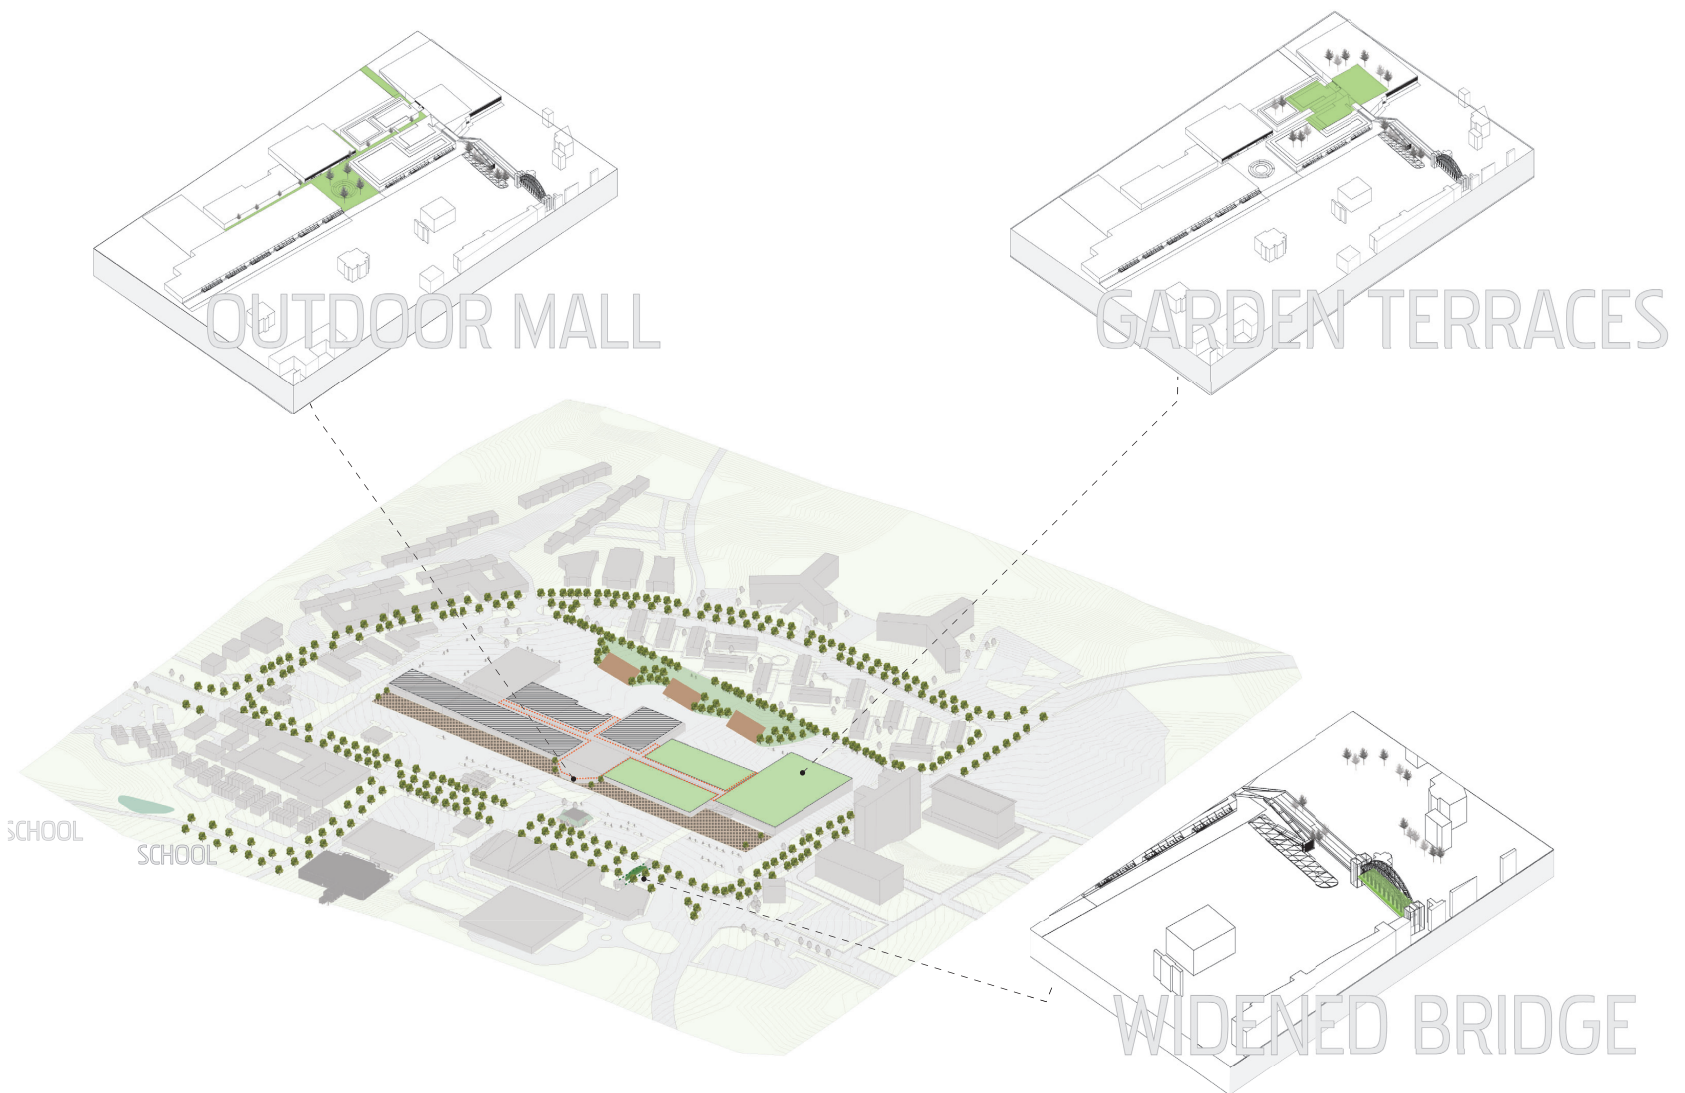 OUTDOOR MALL
GARDEN TERRACES
SCHOOL
SCHOOL
WIDENED BRIDGE